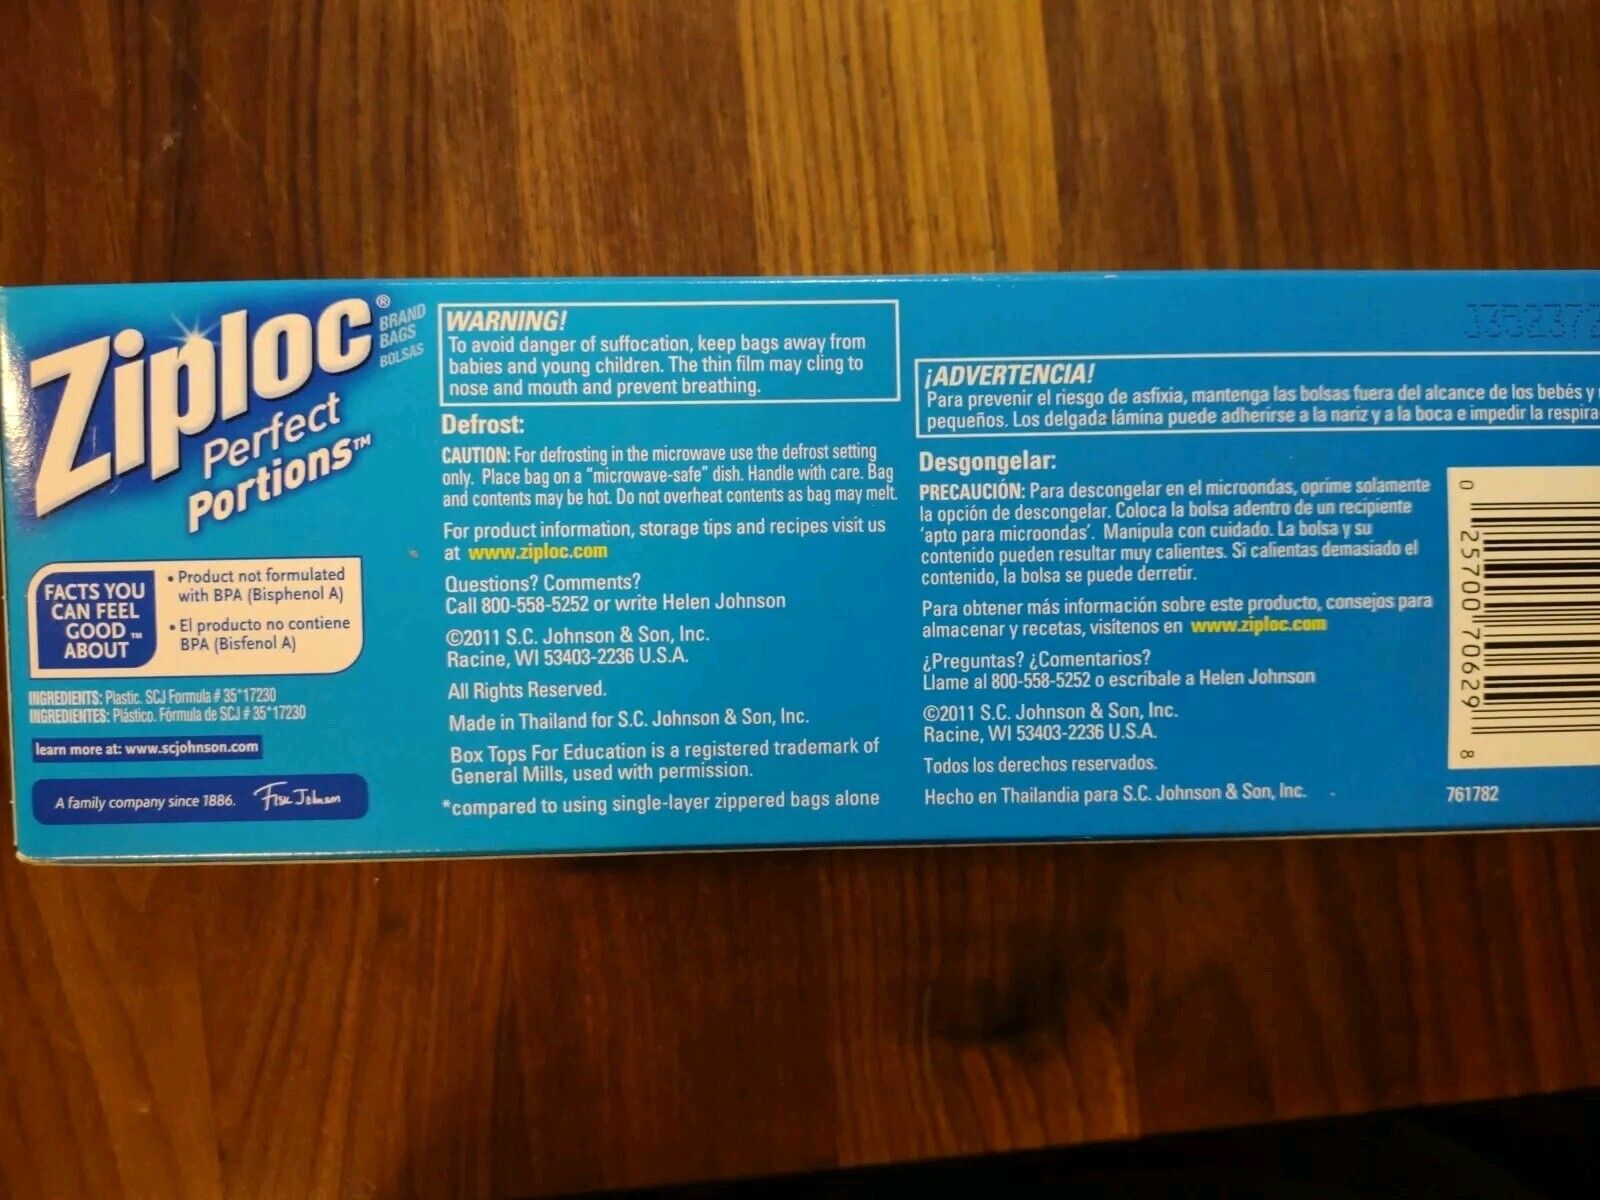 Ziploc®
BRAND
BAGS
BOLSAS
Perfect
Portions™
FACTS YOU
CAN FEEL
GOOD ™
ABOUT
• Product not formulated
with BPA (Bisphenol A)
• El producto no contiene
BPA (Bisfenol A)
INGREDIENTS: Plastic. SCJ Formula # 35*17230
INGREDIENTES: Plástico. Fórmula de SCJ # 35*17230
learn more at: www.scjohnson.com
A family company since 1886. Fisk Johnson
WARNING!
To avoid danger of suffocation, keep bags away from
babies and young children. The thin film may cling to
nose and mouth and prevent breathing.
Defrost:
CAUTION: For defrosting in the microwave use the defrost setting
only. Place bag on a "microwave-safe" dish. Handle with care. Bag
and contents may be hot. Do not overheat contents as bag may melt.
For product information, storage tips and recipes visit us
at www.ziploc.com
Questions? Comments?
Call 800-558-5252 or write Helen Johnson
©2011 S.C. Johnson & Son, Inc.
Racine, WI 53403-2236 U.S.A.
All Rights Reserved.
Made in Thailand for S.C. Johnson & Son, Inc.
Box Tops For Education is a registered trademark of
General Mills, used with permission.
*compared to using single-layer zippered bags alone
¡ADVERTENCIA!
Para prevenir el riesgo de asfixia, mantenga las bolsas fuera del alcance de los bebés y
pequeños. Los delgada lámina puede adherirse a la nariz y a la boca e impedir la respira
Desgongelar:
PRECAUCIÓN: Para descongelar en el microondas, oprime solamente
la opción de descongelar. Coloca la bolsa adentro de un recipiente
'apto para microondas'. Manipula con cuidado. La bolsa y su
contenido pueden resultar muy calientes. Si calientas demasiado el
contenido, la bolsa se puede derretir.
Para obtener más información sobre este producto, consejos para
almacenar y recetas, visítenos en www.ziploc.com
¿Preguntas? ¿Comentarios?
Llame al 800-558-5252 o escríbale a Helen Johnson
©2011 S.C. Johnson & Son, Inc.
Racine, WI 53403-2236 U.S.A.
Todos los derechos reservados.
Hecho en Thailandia para S.C. Johnson & Son, Inc.
0 25700 70629 8
761782